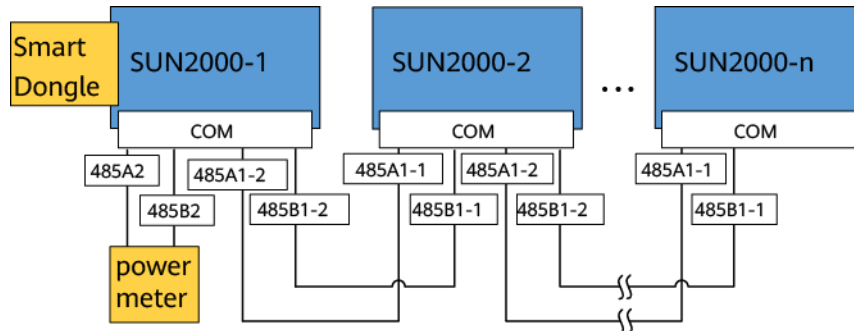 Smart
Dongle
SUN2000-1
SUN2000-2
...
SUN2000-n
COM
COM
COM
485A2
485A1-2
485A1-1
485A1-2
485A1-1
485B2
485B1-2
485B1-1
485B1-2
485B1-1
power
meter